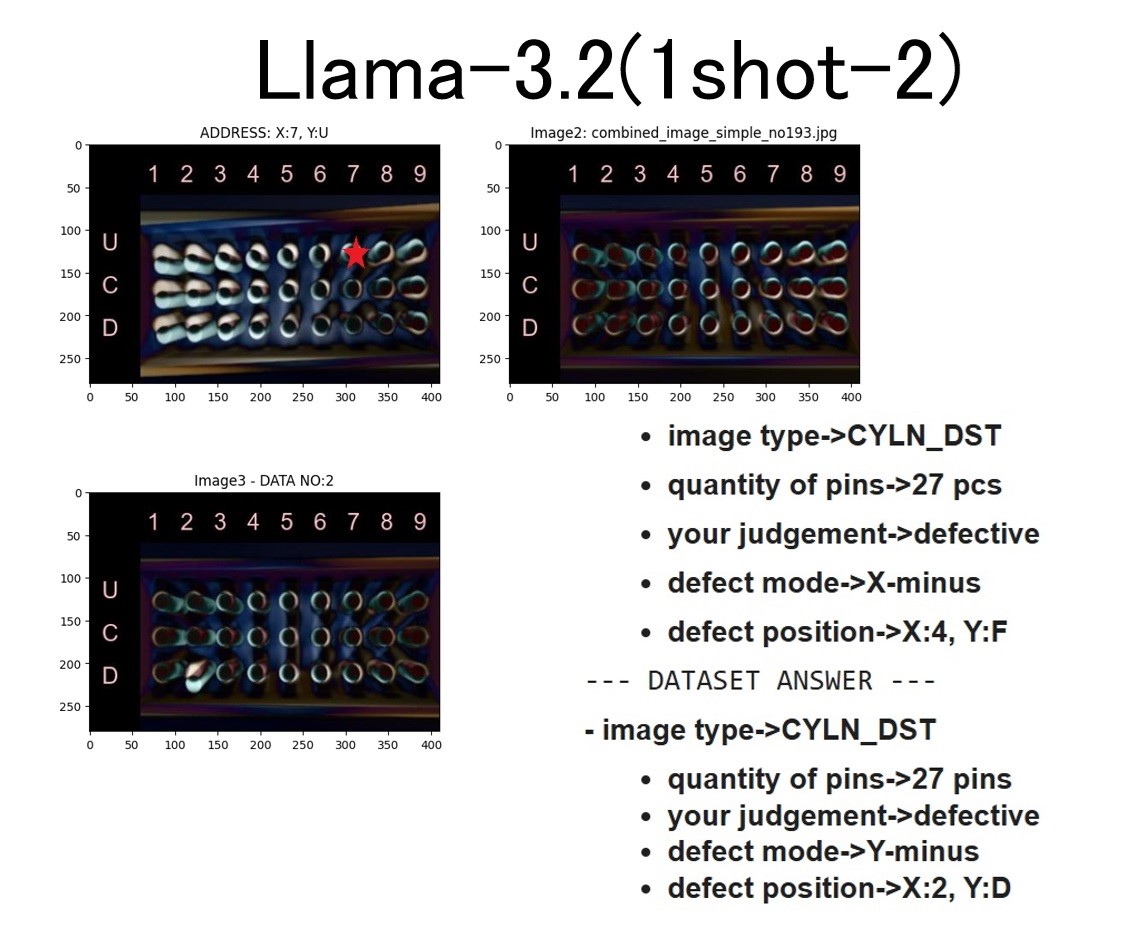 Llama-3.2(1shot-2)
ADDRESS: X:7, Y:U
0
50
100
150
200
250
1 2 3 4 5 6 7 8 9
U
C
D
0 50 100 150 200 250 300 350 400
Image2: combined_image_simple_no193.jpg
0
50
100
150
200
250
1 2 3 4 5 6 7 8 9
U
C
D
0 50 100 150 200 250 300 350 400
Image3 - DATA NO:2
0
50
100
150
200
250
1 2 3 4 5 6 7 8 9
U
C
D
0 50 100 150 200 250 300 350 400
• image type->CYLN_DST
• quantity of pins->27 pcs
• your judgement->defective
• defect mode->X-minus
• defect position->X:4, Y:F
--- DATASET ANSWER ---
- image type->CYLN_DST
• quantity of pins->27 pins
• your judgement->defective
• defect mode->Y-minus
• defect position->X:2, Y:D